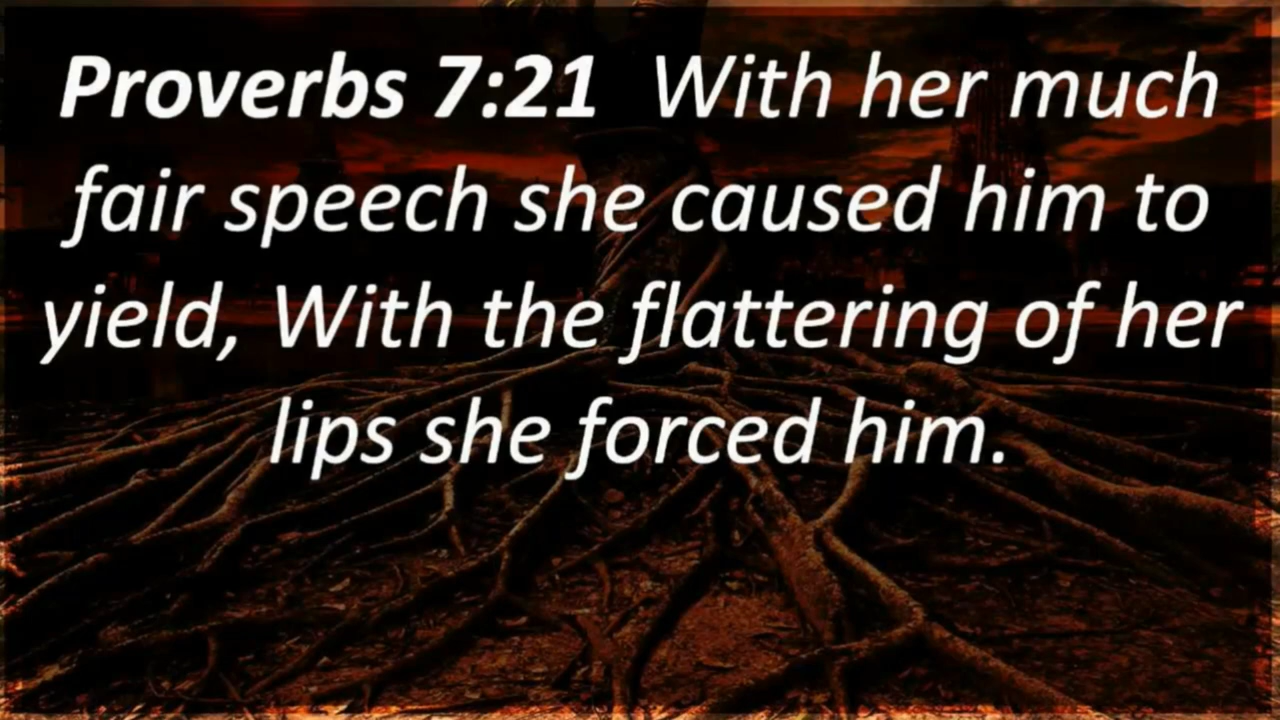 Proverbs 7:21 With her much
fair speech she caused him to
yield, With the flattering of her
lips she forced him.